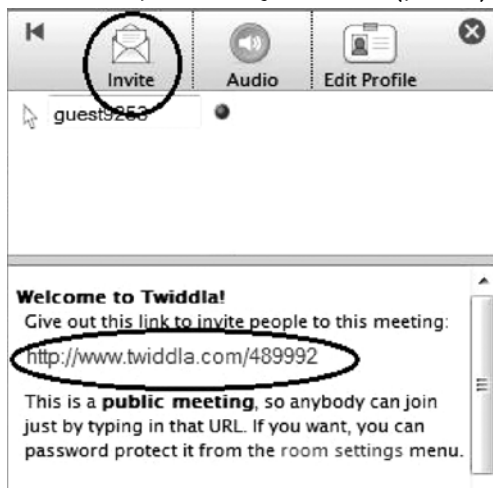 Invite Audio Edit Profile
guest9253
Welcome to Twiddla!
Give out this link to invite people to this meeting:
http://www.twiddla.com/489992
This is a public meeting, so anybody can join
just by typing in that URL. If you want, you can
password protect it from the room settings menu.